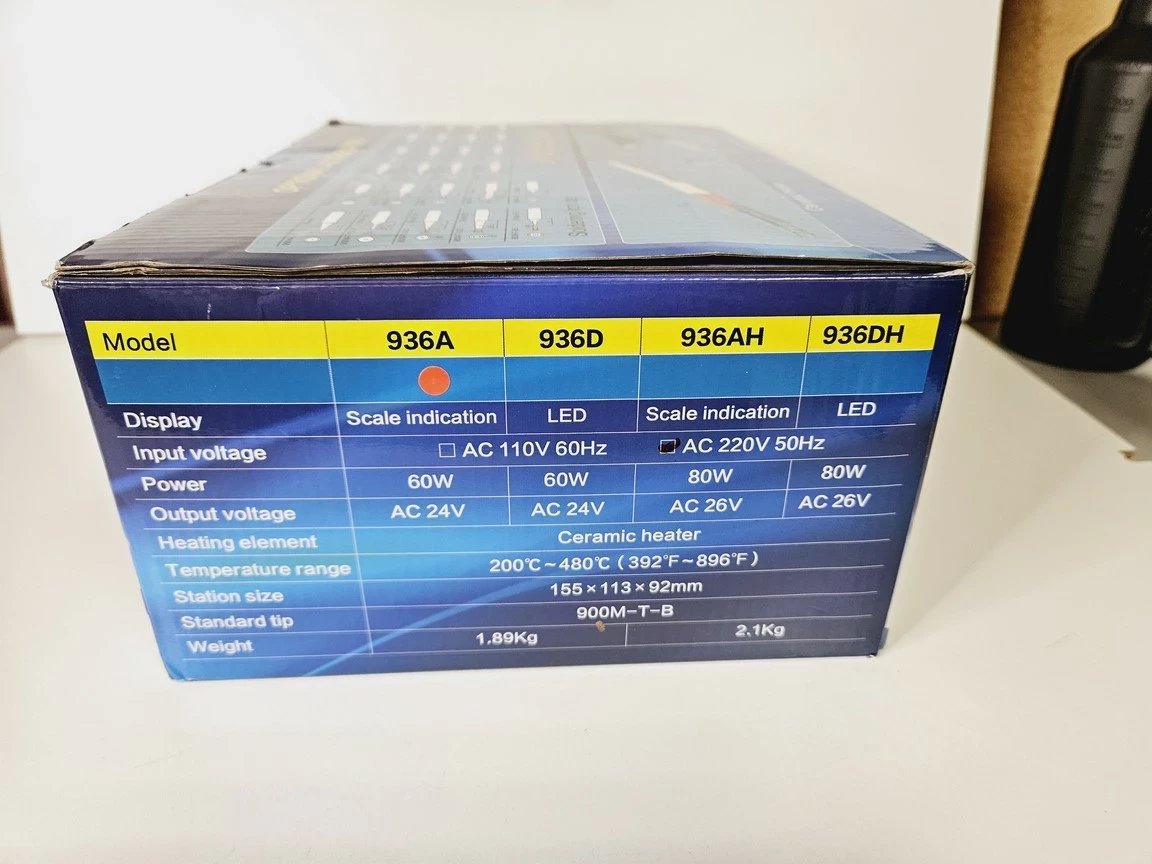 Soldering
Model 936A 936D 936AH 936DH
Display Scale indication LED Scale indication LED
Input voltage □ AC 110V 60Hz ■ AC 220V 50Hz
Power 60W 60W 80W 80W
Output voltage AC 24V AC 24V AC 26V AC 26V
Heating element Ceramic heater
Temperature range 200℃~480℃ (392℉~896℉)
Station size 155×113×92mm
Standard tip 900M-T-B
Weight 1.89Kg 2.1Kg